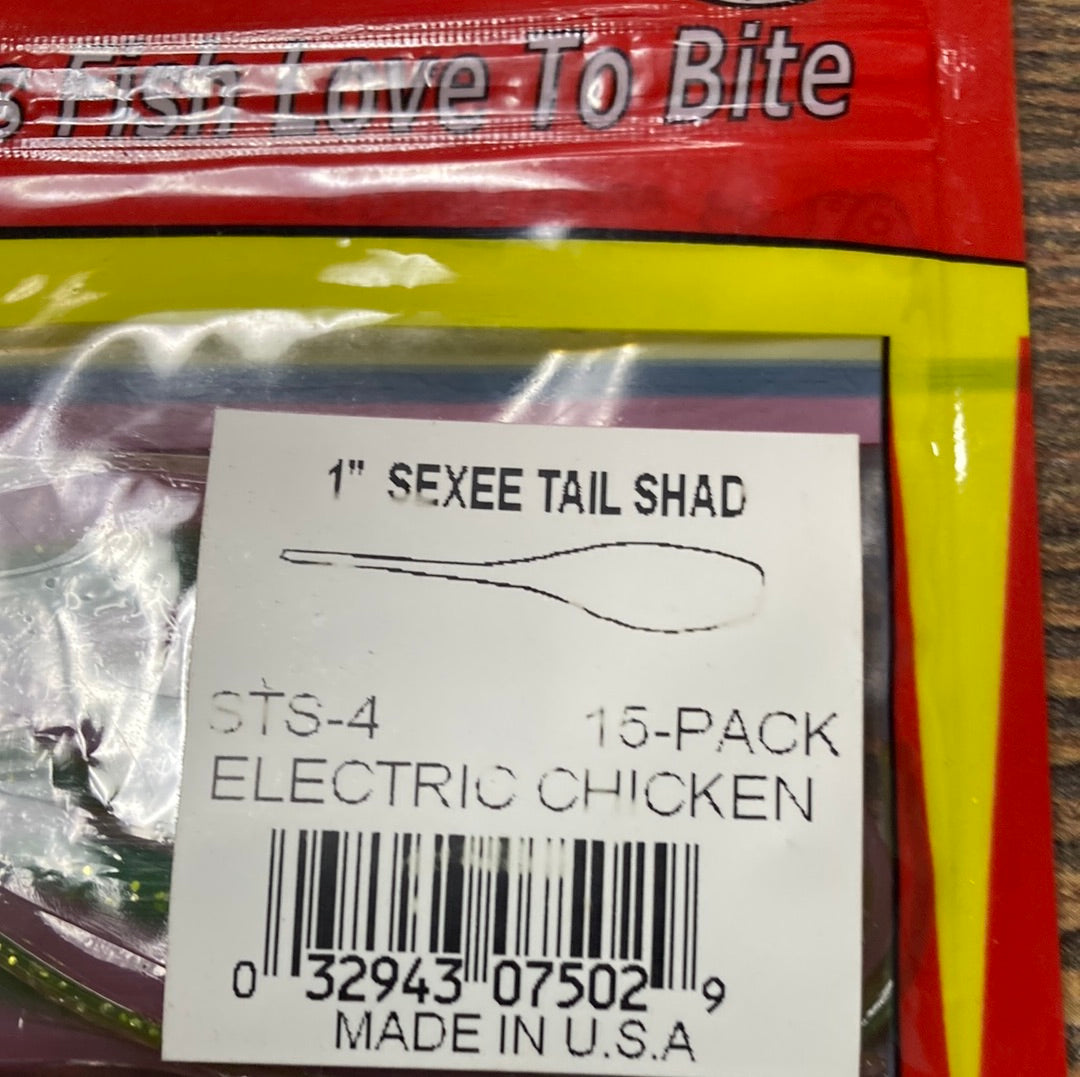 Fish Love To Bite
1" SEXEE TAIL SHAD
STS-4 15-PACK
ELECTRIC CHICKEN
0 32943 07502 9
MADE IN U.S.A